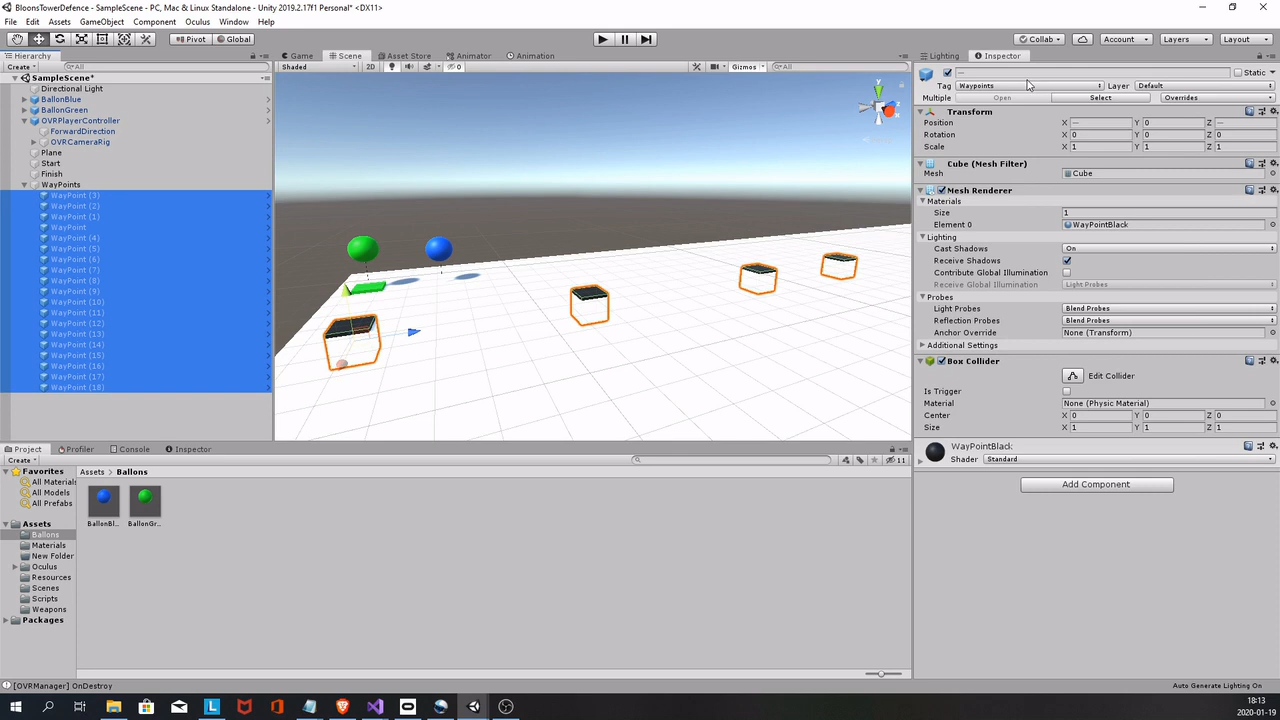 BloonsTowerDefence - SampleScene - PC, Mac & Linux Standalone - Unity 2019.2.17f1 Personal* <DX11>
File Edit Assets GameObject Component Oculus Window Help
Pivot Global Collab Account Layers Layout
Hierarchy Game Scene Asset Store Animator Animation Lighting Inspector
Create All Shaded 2D 0 Gizmos All Static
SampleScene*
Directional Light
BallonBlue
BallonGreen
OVRPlayerController
ForwardDirection
OVRCameraRig
Plane
Start
Finish
WayPoints
WayPoint (3)
WayPoint (2)
WayPoint (1)
WayPoint
WayPoint (4)
WayPoint (5)
WayPoint (6)
WayPoint (7)
WayPoint (8)
WayPoint (9)
WayPoint (10)
WayPoint (11)
WayPoint (12)
WayPoint (13)
WayPoint (14)
WayPoint (15)
WayPoint (16)
WayPoint (17)
WayPoint (18)
y
z
Tag Waypoints Layer Default
Multiple Open Select Overrides
Transform
Position X — Y 0 Z —
Rotation X 0 Y 0 Z 0
Scale X 1 Y 1 Z 1
Cube (Mesh Filter)
Mesh Cube
Mesh Renderer
Materials
Size 1
Element 0 WayPointBlack
Lighting
Cast Shadows On
Receive Shadows
Contribute Global Illumination
Receive Global Illumination Light Probes
Probes
Light Probes Blend Probes
Reflection Probes Blend Probes
Anchor Override None (Transform)
Additional Settings
Box Collider
Edit Collider
Is Trigger
Material None (Physic Material)
Center X 0 Y 0 Z 0
Size X 1 Y 1 Z 1
WayPointBlack
Shader Standard
Add Component
Project Profiler Console Inspector
Create 11
Favorites
All Materials
All Models
All Prefabs
Assets
Ballons
Materials
New Folder
Oculus
Resources
Scenes
Scripts
Weapons
Packages
Assets > Ballons
BallonBl... BallonGr...
[OVRManager] OnDestroy
Auto Generate Lighting On
18:13
2020-01-19